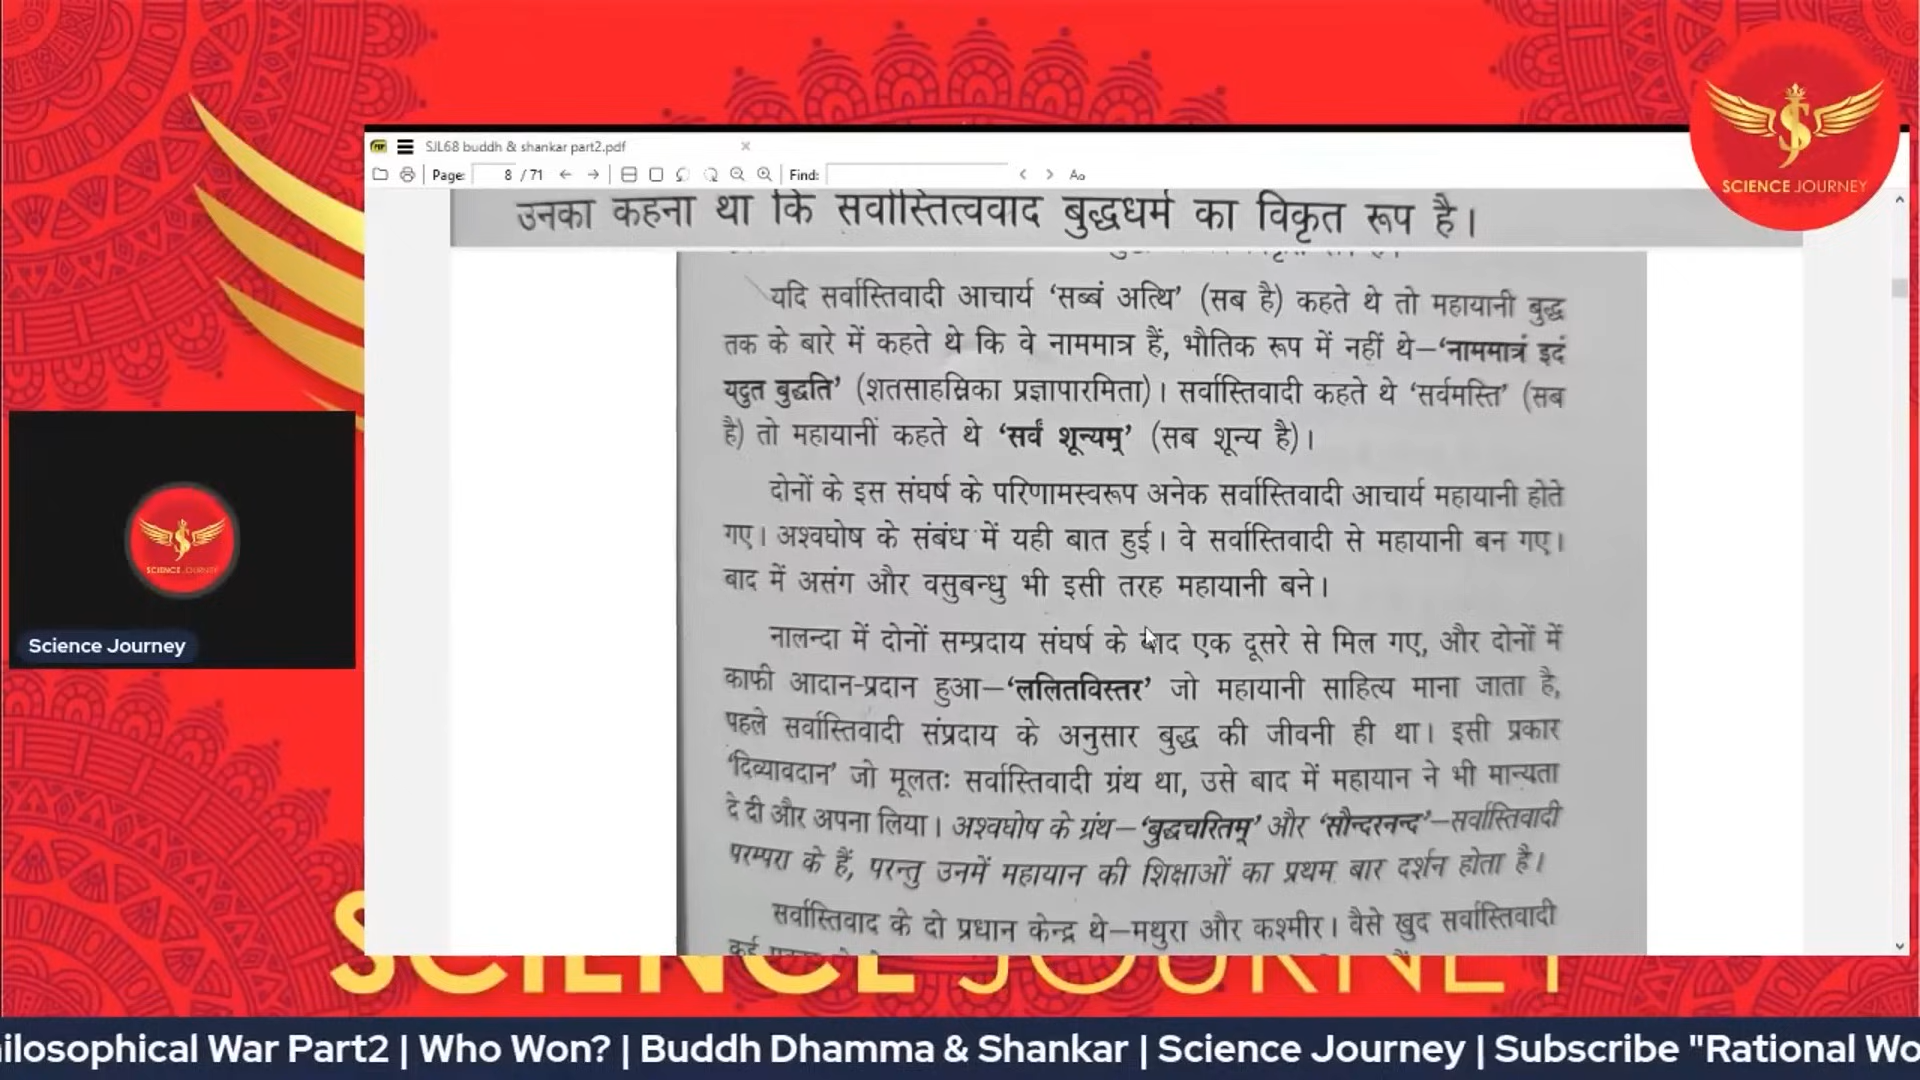 SJL68 buddh & shankar part2.pdf
Page: 8 / 71 Find:
SCIENCE JOURNEY
उनका कहना था कि सर्वास्तित्ववाद बुद्धधर्म का विकृत रूप है।
यदि सर्वास्तिवादी आचार्य ‘सब्बं अत्थि’ (सब है) कहते थे तो महायानी बुद्ध
तक के बारे में कहते थे कि वे नाममात्र हैं, भौतिक रूप में नहीं थे–‘नाममात्रं इदं
यदुत बुद्धति’ (शतसाहस्रिका प्रज्ञापारमिता)। सर्वास्तिवादी कहते थे ‘सर्वमस्ति’ (सब
है) तो महायानीं कहते थे ‘सर्वं शून्यम्’ (सब शून्य है)।
दोनों के इस संघर्ष के परिणामस्वरूप अनेक सर्वास्तिवादी आचार्य महायानी होते
गए। अश्वघोष के संबंध में यही बात हुई। वे सर्वास्तिवादी से महायानी बन गए।
बाद में असंग और वसुबन्धु भी इसी तरह महायानी बने।
नालन्दा में दोनों सम्प्रदाय संघर्ष के बाद एक दूसरे से मिल गए, और दोनों में
काफी आदान-प्रदान हुआ–‘ललितविस्तर’ जो महायानी साहित्य माना जाता है,
पहले सर्वास्तिवादी संप्रदाय के अनुसार बुद्ध की जीवनी ही था। इसी प्रकार
‘दिव्यावदान’ जो मूलतः सर्वास्तिवादी ग्रंथ था, उसे बाद में महायान ने भी मान्यता
दे दी और अपना लिया। अश्वघोष के ग्रंथ–‘बुद्धचरितम्’ और ‘सौन्दरनन्द’–सर्वास्तिवादी
परम्परा के हैं, परन्तु उनमें महायान की शिक्षाओं का प्रथम बार दर्शन होता है।
सर्वास्तिवाद के दो प्रधान केन्द्र थे–मथुरा और कश्मीर। वैसे खुद सर्वास्तिवादी
SCIENCE JOURNEY
Science Journey
SCIENCE JOURNEY
ilosophical War Part2 | Who Won? | Buddh Dhamma & Shankar | Science Journey | Subscribe "Rational Wo